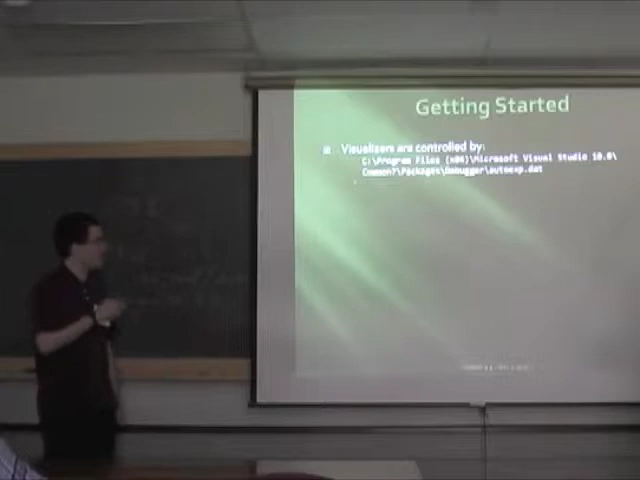 Getting Started
Visualizers are controlled by:
C:\Program Files (x86)\Microsoft Visual Studio 10.0\
Common7\Packages\Debugger\autoexp.dat